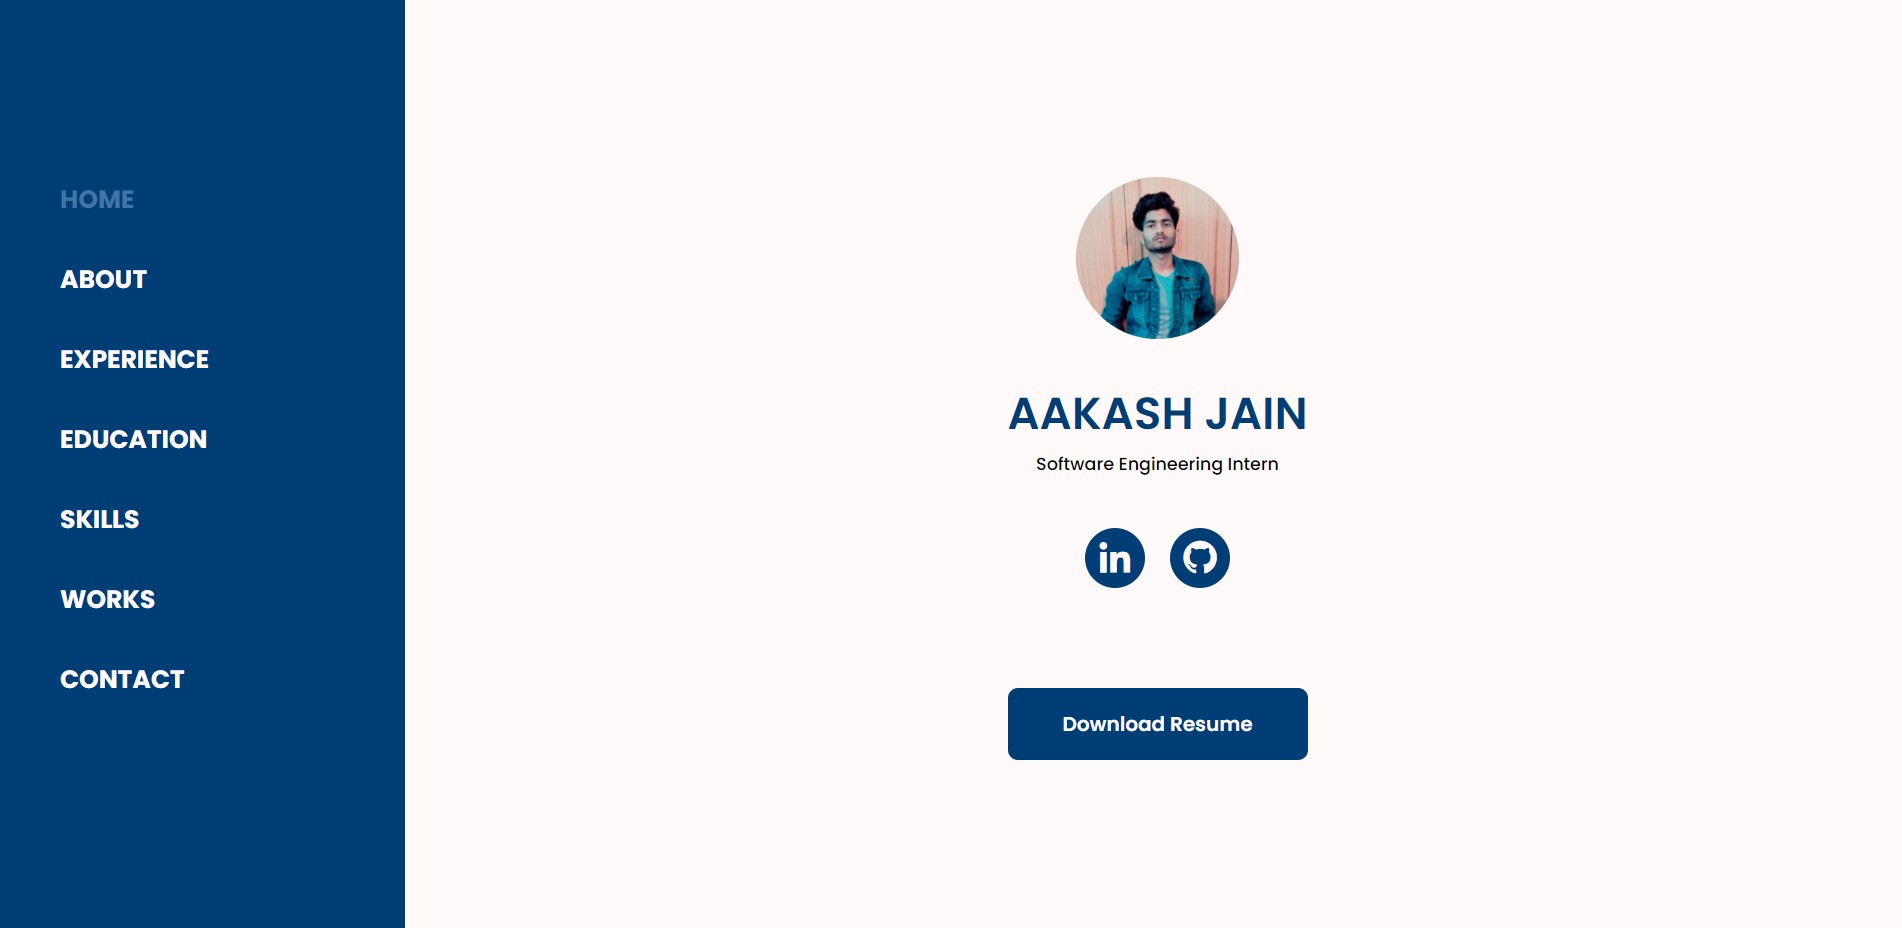 HOME
ABOUT
EXPERIENCE
EDUCATION
SKILLS
WORKS
CONTACT
AAKASH JAIN
Software Engineering Intern
in
Download Resume